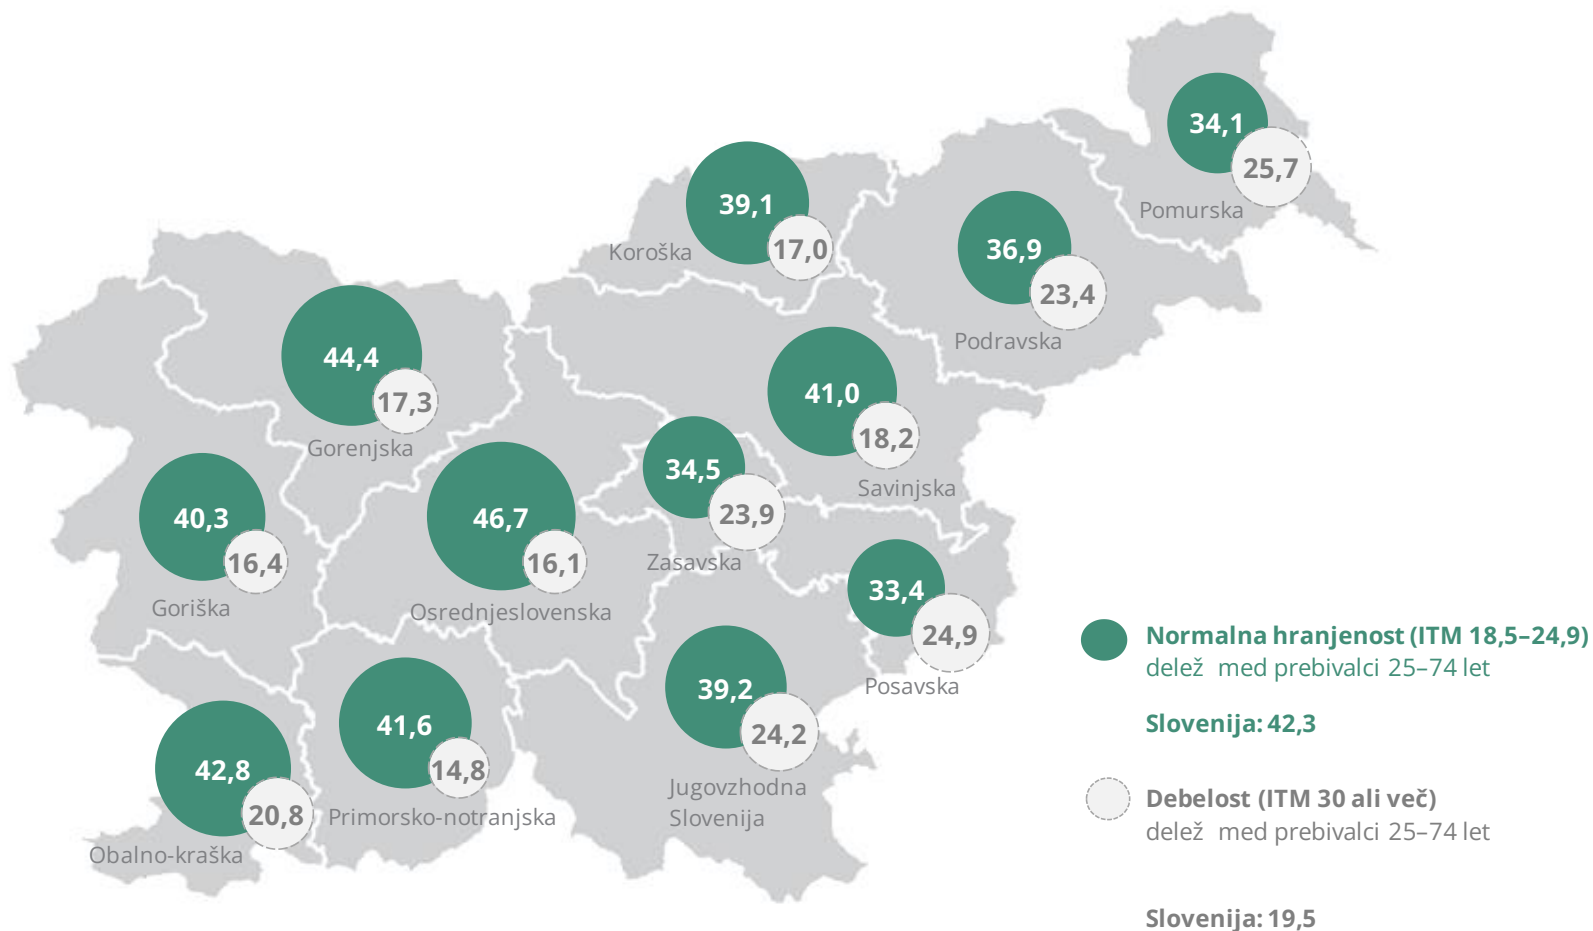 34,1
25,7
Pomurska
39,1
17,0
Koroška
36,9
23,4
Podravska
44,4
17,3
Gorenjska
41,0
18,2
Savinjska
34,5
23,9
Zasavska
40,3
16,4
Goriška
46,7
16,1
Osrednjeslovenska
33,4
24,9
Posavska
39,2
24,2
Jugovzhodna
Slovenija
41,6
14,8
Primorsko-notranjska
42,8
20,8
Obalno-kraška
Normalna hranjenost (ITM 18,5–24,9)
delež med prebivalci 25–74 let
Slovenija: 42,3
Debelost (ITM 30 ali več)
delež med prebivalci 25–74 let
Slovenija: 19,5